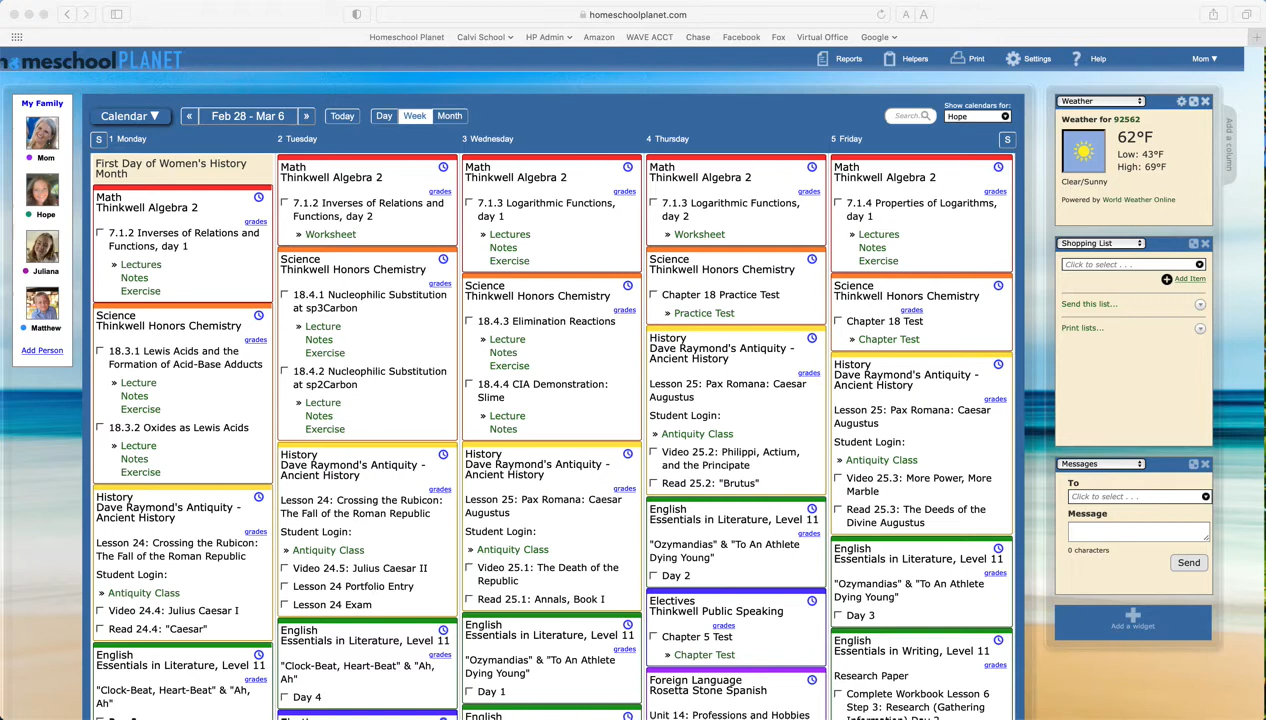 homeschoolplanet.com
A A
Homeschool Planet Calvi School HP Admin Amazon WAVE ACCT Chase Facebook Fox Virtual Office Google
homeschoolPLANET
Reports Helpers Print Settings ? Help Mom ▼
My Family
Mom
Hope
Juliana
Matthew
Add Person
Calendar ▼ « Feb 28 - Mar 6 » Today Day Week Month
Search...
Show calendars for:
Hope
S 1 Monday 2 Tuesday 3 Wednesday 4 Thursday 5 Friday S
First Day of Women's History
Month
Math
Thinkwell Algebra 2
grades
7.1.2 Inverses of Relations and
Functions, day 1
» Lectures
Notes
Exercise
Science
Thinkwell Honors Chemistry
grades
18.3.1 Lewis Acids and the
Formation of Acid-Base Adducts
» Lecture
Notes
Exercise
18.3.2 Oxides as Lewis Acids
» Lecture
Notes
Exercise
History
Dave Raymond's Antiquity -
Ancient History
grades
Lesson 24: Crossing the Rubicon:
The Fall of the Roman Republic
Student Login:
» Antiquity Class
Video 24.4: Julius Caesar I
Read 24.4: "Caesar"
English
Essentials in Literature, Level 11
grades
"Clock-Beat, Heart-Beat" & "Ah,
Ah"
Math
Thinkwell Algebra 2
grades
7.1.2 Inverses of Relations and
Functions, day 2
» Worksheet
Science
Thinkwell Honors Chemistry
grades
18.4.1 Nucleophilic Substitution
at sp3Carbon
» Lecture
Notes
Exercise
18.4.2 Nucleophilic Substitution
at sp2Carbon
» Lecture
Notes
Exercise
History
Dave Raymond's Antiquity -
Ancient History
grades
Lesson 24: Crossing the Rubicon:
The Fall of the Roman Republic
Student Login:
» Antiquity Class
Video 24.5: Julius Caesar II
Lesson 24 Portfolio Entry
Lesson 24 Exam
English
Essentials in Literature, Level 11
grades
"Clock-Beat, Heart-Beat" & "Ah,
Ah"
Day 4
Math
Thinkwell Algebra 2
grades
7.1.3 Logarithmic Functions,
day 1
» Lectures
Notes
Exercise
Science
Thinkwell Honors Chemistry
grades
18.4.3 Elimination Reactions
» Lecture
Notes
Exercise
18.4.4 CIA Demonstration:
Slime
» Lecture
Notes
History
Dave Raymond's Antiquity -
Ancient History
grades
Lesson 25: Pax Romana: Caesar
Augustus
Student Login:
» Antiquity Class
Video 25.1: The Death of the
Republic
Read 25.1: Annals, Book I
English
Essentials in Literature, Level 11
grades
"Ozymandias" & "To An Athlete
Dying Young"
Day 1
English
Math
Thinkwell Algebra 2
grades
7.1.3 Logarithmic Functions,
day 2
» Worksheet
Science
Thinkwell Honors Chemistry
grades
Chapter 18 Practice Test
» Practice Test
History
Dave Raymond's Antiquity -
Ancient History
grades
Lesson 25: Pax Romana: Caesar
Augustus
Student Login:
» Antiquity Class
Video 25.2: Philippi, Actium,
and the Principate
Read 25.2: "Brutus"
English
Essentials in Literature, Level 11
grades
"Ozymandias" & "To An Athlete
Dying Young"
Day 2
Electives
Thinkwell Public Speaking
grades
Chapter 5 Test
» Chapter Test
Foreign Language
Rosetta Stone Spanish
Unit 14: Professions and Hobbies
Math
Thinkwell Algebra 2
grades
7.1.4 Properties of Logarithms,
day 1
» Lectures
Notes
Exercise
Science
Thinkwell Honors Chemistry
grades
Chapter 18 Test
» Chapter Test
History
Dave Raymond's Antiquity -
Ancient History
grades
Lesson 25: Pax Romana: Caesar
Augustus
Student Login:
» Antiquity Class
Video 25.3: More Power, More
Marble
Read 25.3: The Deeds of the
Divine Augustus
English
Essentials in Literature, Level 11
grades
"Ozymandias" & "To An Athlete
Dying Young"
Day 3
English
Essentials in Writing, Level 11
grades
Research Paper
Complete Workbook Lesson 6
Step 3: Research (Gathering
Weather
Weather for 92562
62°F
Low: 43°F
High: 69°F
Clear/Sunny
Powered by World Weather Online
Add a column
Shopping List
Click to select . . .
Add Item
Send this list...
Print lists...
Messages
To
Click to select . . .
Message
0 characters
Send
Add a widget